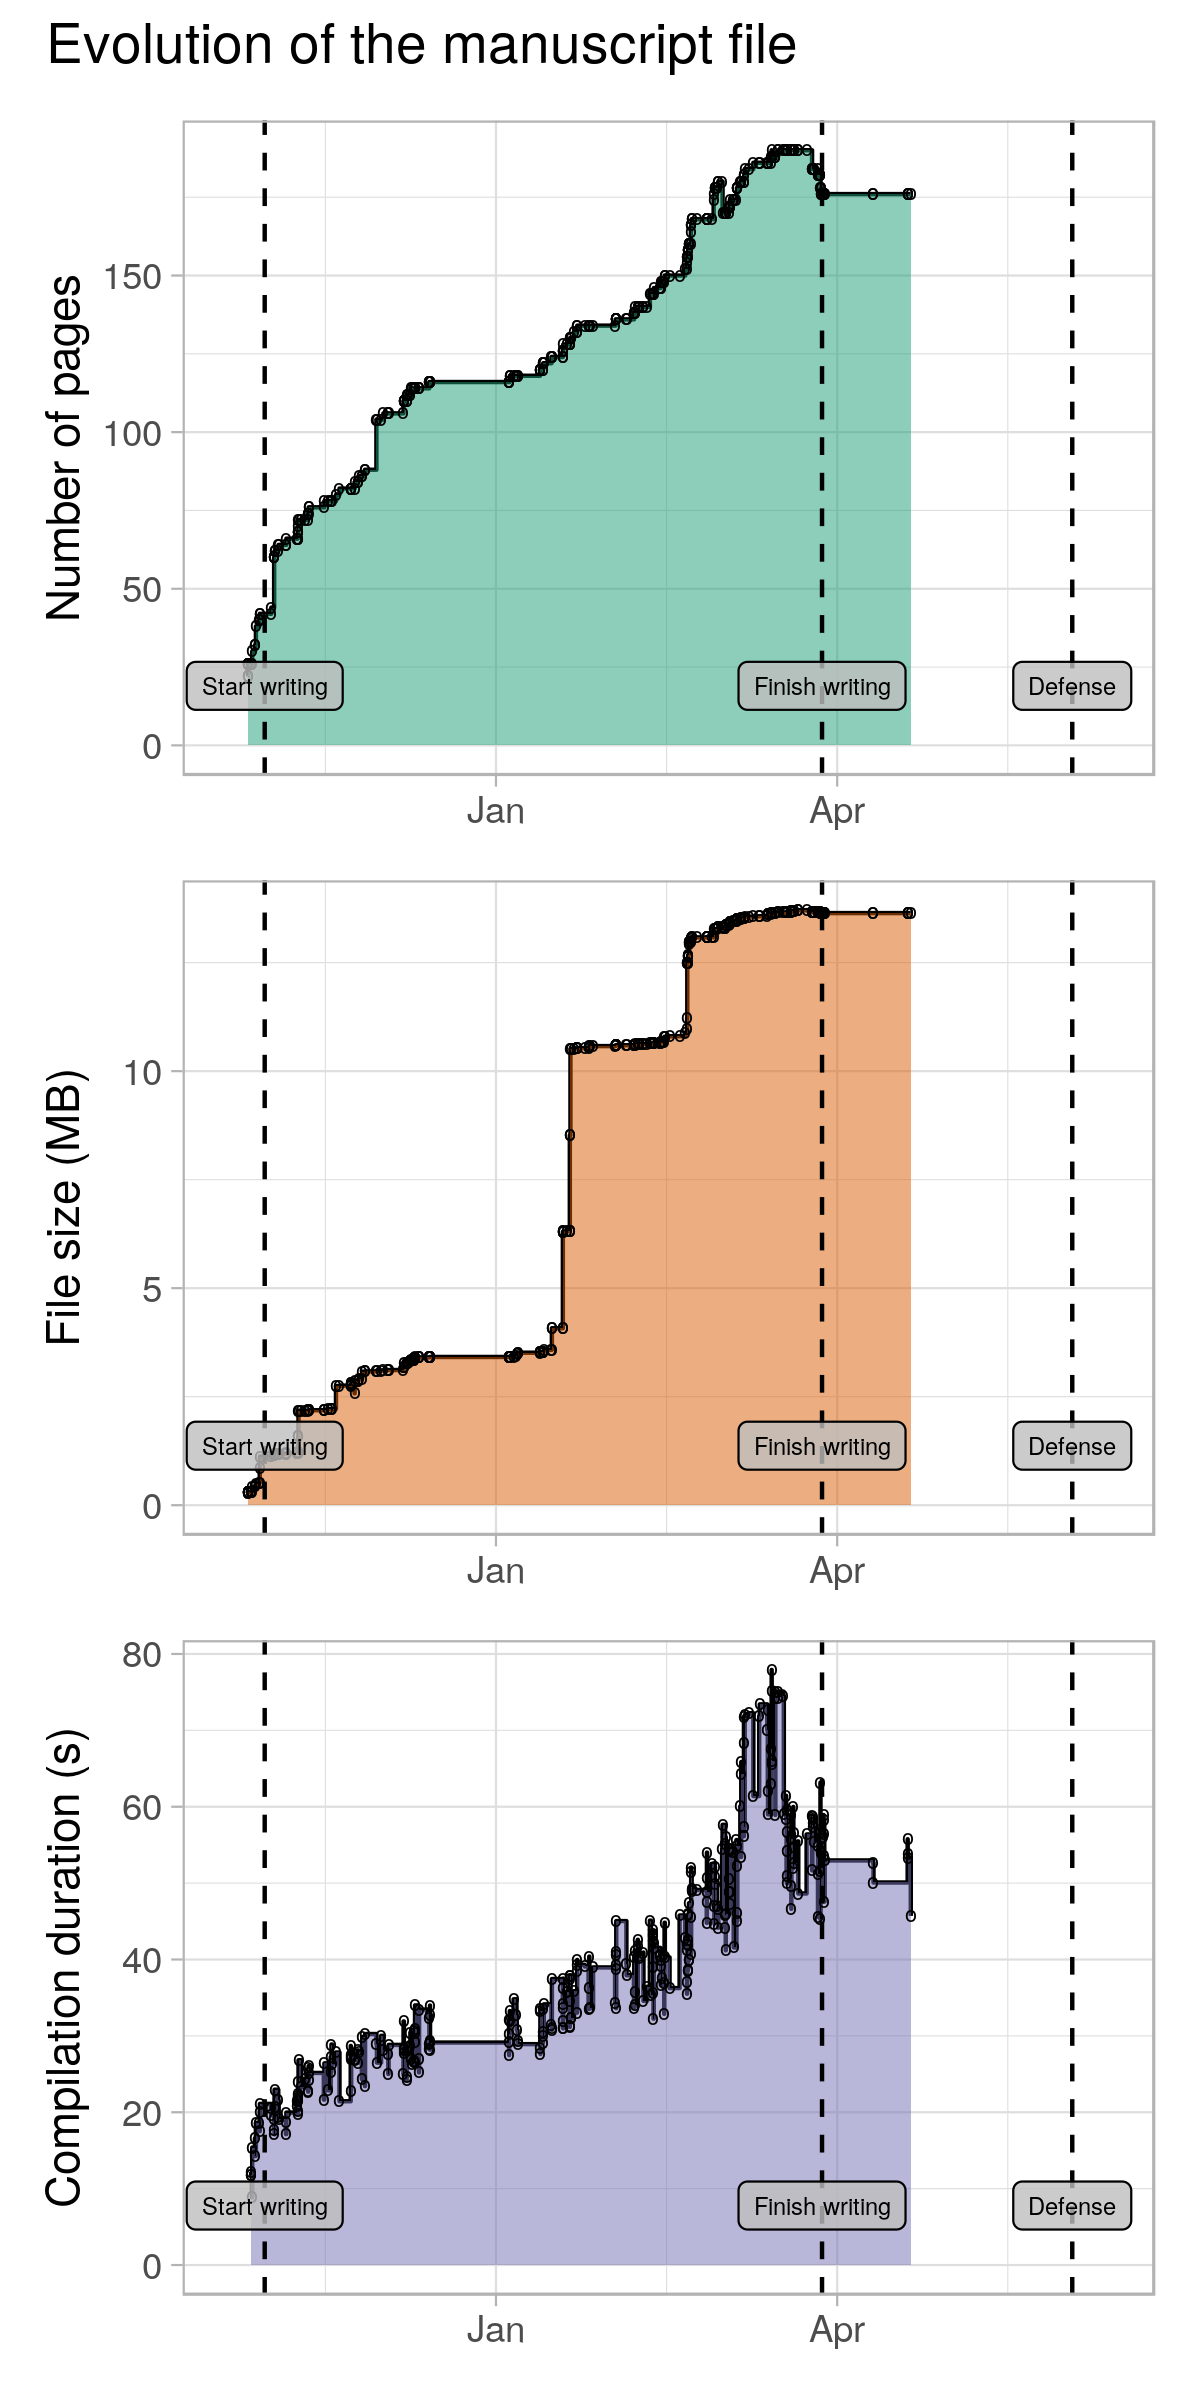 Evolution of the manuscript file
Number of pages
150
100
50
0
Start writing
Finish writing
Defense
Jan
Apr
File size (MB)
10
5
0
Start writing
Finish writing
Defense
Jan
Apr
Compilation duration (s)
80
60
40
20
0
Start writing
Finish writing
Defense
Jan
Apr